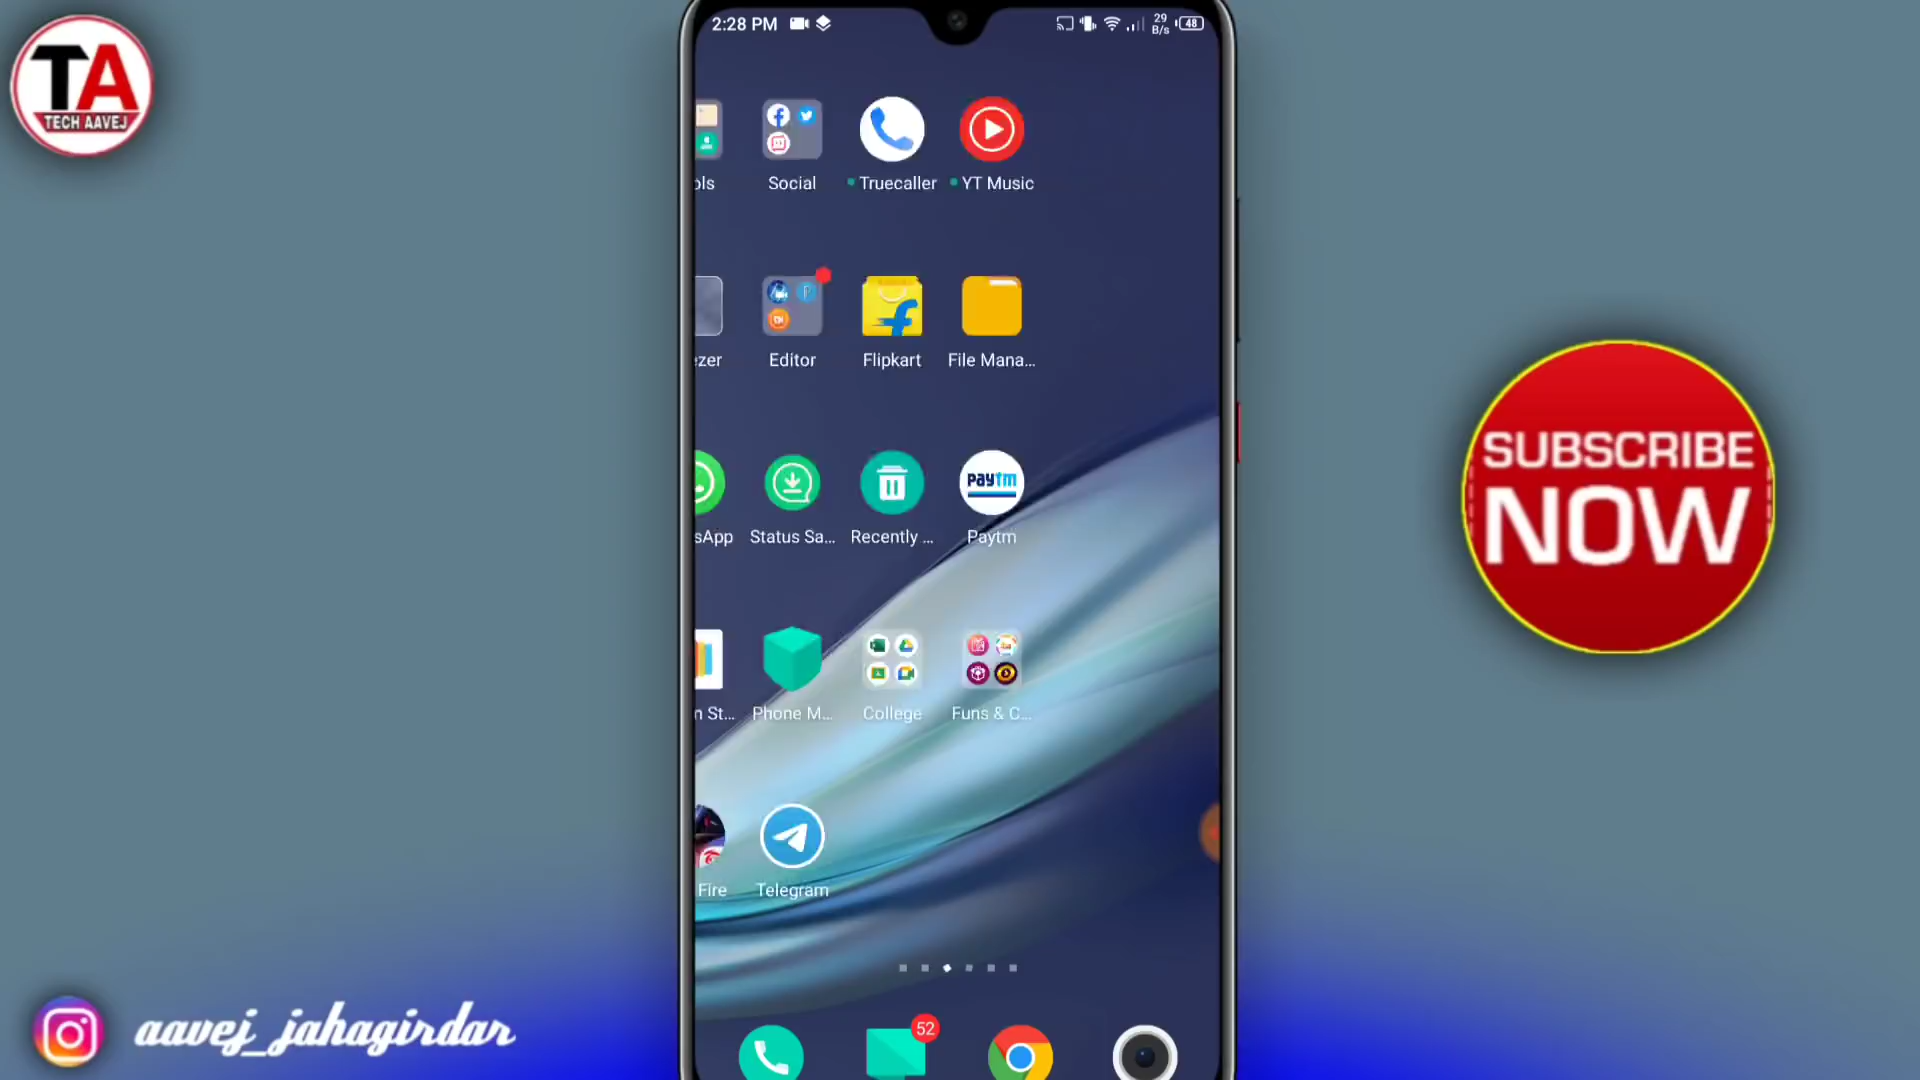 TA
TECH AAVEJ
2:28 PM
29
B/s
48
ols
Social
Truecaller
YT Music
ezer
Editor
Flipkart
File Mana...
SUBSCRIBE
NOW
sApp
Status Sa...
Recently ...
paytm
Paytm
n St...
Phone M...
College
Funs & C...
Fire
Telegram
52
aavej_jahagirdar